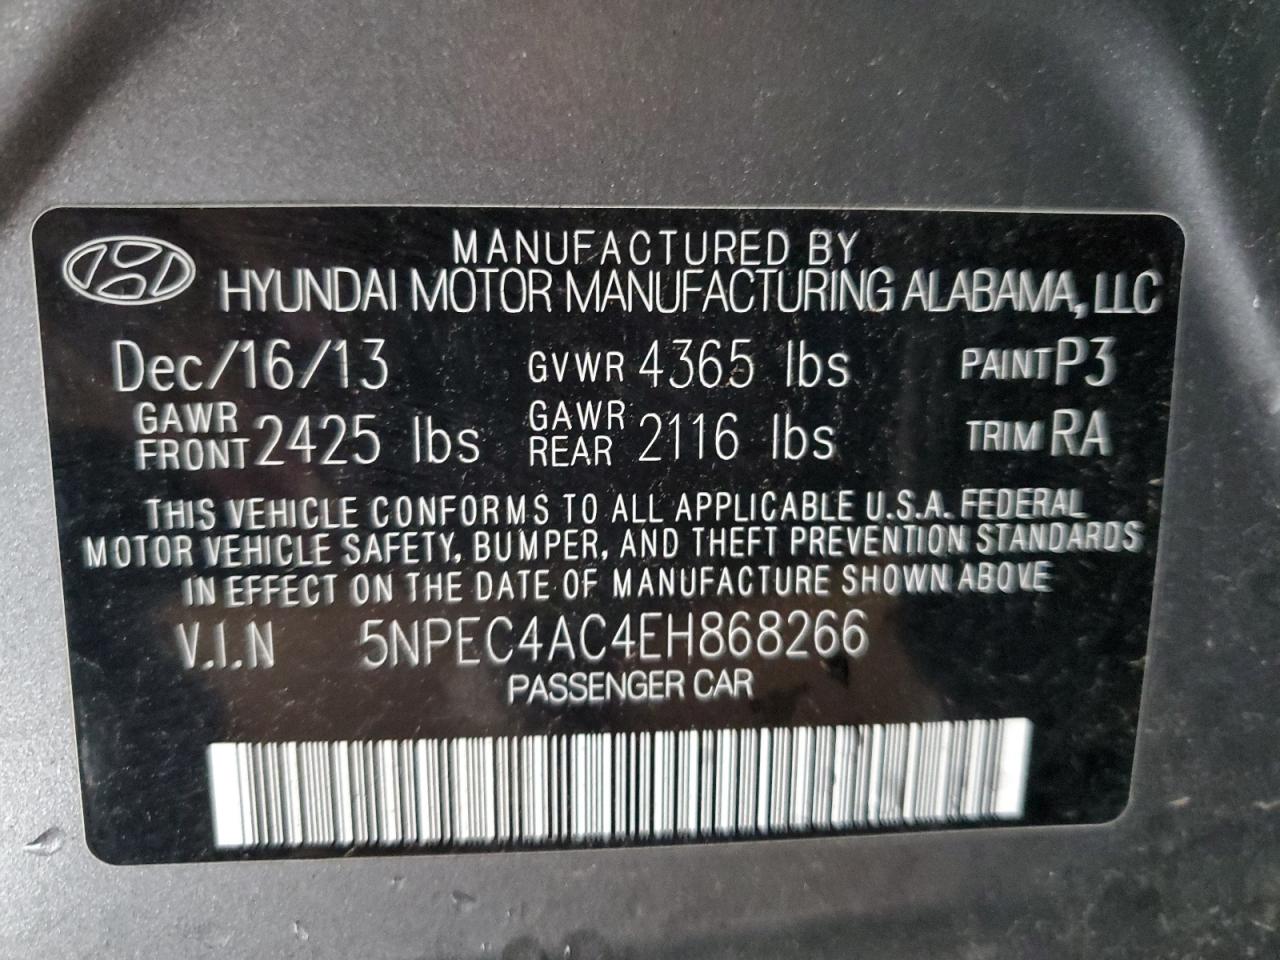 MANUFACTURED BY
HYUNDAI MOTOR MANUFACTURING ALABAMA, LLC
Dec/16/13 GVWR 4365 lbs PAINT P3
GAWR FRONT 2425 lbs GAWR REAR 2116 lbs TRIM RA
THIS VEHICLE CONFORMS TO ALL APPLICABLE U.S.A. FEDERAL
MOTOR VEHICLE SAFETY, BUMPER, AND THEFT PREVENTION STANDARDS
IN EFFECT ON THE DATE OF MANUFACTURE SHOWN ABOVE
V.I.N 5NPEC4AC4EH868266
PASSENGER CAR